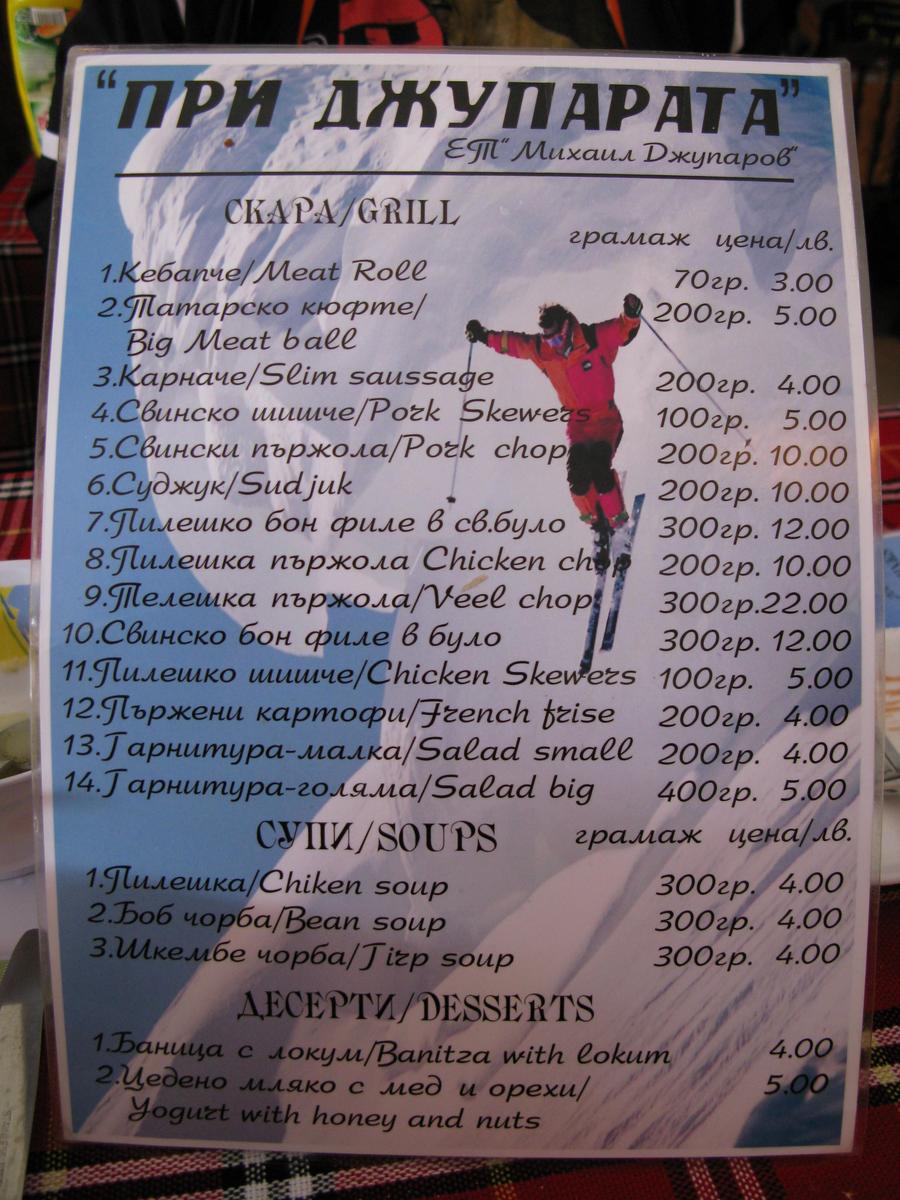 "ПРИ ДЖУПАРАТА"
ЕТ"Михаил Джупаров"
СКАРА/GRILL
грамаж цена/лв.
1.Кебапче/Meat Roll 70гр. 3.00
2.Татарско кюфте/ 200гр. 5.00
Big Meat ball
3.Карначе/Slim saussage 200гр. 4.00
4.Свинско шишче/Pork Skewers 100гр. 5.00
5.Свински пържола/Pork chop 200гр. 10.00
6.Суджук/Sudjuk 200гр. 10.00
7.Пилешко бон филе в св.було 300гр. 12.00
8.Пилешка пържола Chicken chop 200гр. 10.00
9.Телешка пържола/Veel chop 300гр.22.00
10.Свинско бон филе в було 300гр. 12.00
11.Пилешко шишче/Chicken Skewers 100гр. 5.00
12.Пържени картофи/French frise 200гр. 4.00
13.Гарнитура-малка/Salad small 200гр. 4.00
14.Гарнитура-голяма/Salad big 400гр. 5.00
СУПИ/SOUPS грамаж цена/лв.
1.Пилешка/Chiken soup 300гр. 4.00
2.Боб чорба/Bean soup 300гр. 4.00
3.Шкембе чорба/Tirp soup 300гр. 4.00
ДЕСЕРТИ/DESSERTS
1.Баница с локум/Banitza with lokum 4.00
2.Цедено мляко с мед и орехи/ 5.00
Yogurt with honey and nuts